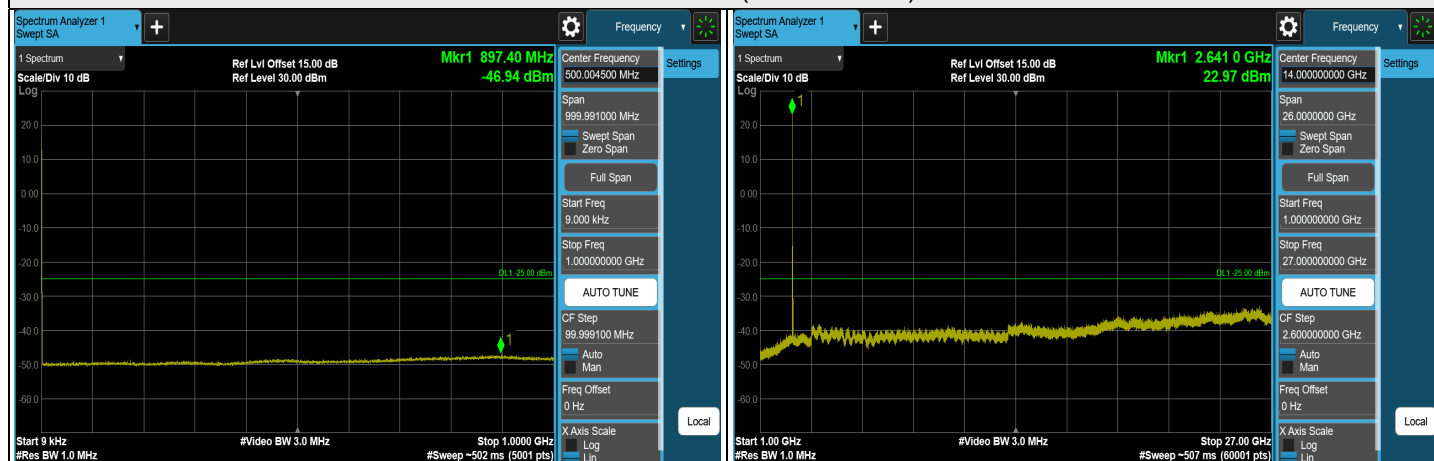 Spectrum Analyzer 1
Swept SA
+
Frequency
1 Spectrum
Scale/Div 10 dB
Log
Ref Lvl Offset 15.00 dB
Ref Level 30.00 dBm
Mkr1 897.40 MHz
-46.94 dBm
20.0
10.0
0.00
-10.0
-20.0
-30.0
-40.0
-50.0
-60.0
DL1 -25.00 dBm
1
Start 9 kHz
#Res BW 1.0 MHz
#Video BW 3.0 MHz
Stop 1.0000 GHz
#Sweep ~502 ms (5001 pts)
Center Frequency
500.004500 MHz
Span
999.991000 MHz
Swept Span
Zero Span
Full Span
Start Freq
9.000 kHz
Stop Freq
1.000000000 GHz
AUTO TUNE
CF Step
99.999100 MHz
Auto
Man
Freq Offset
0 Hz
X Axis Scale
Log
Lin
Settings
Local
Spectrum Analyzer 1
Swept SA
+
Frequency
1 Spectrum
Scale/Div 10 dB
Log
Ref Lvl Offset 15.00 dB
Ref Level 30.00 dBm
Mkr1 2.641 0 GHz
22.97 dBm
1
20.0
10.0
0.00
-10.0
-20.0
-30.0
-40.0
-50.0
-60.0
DL1 -25.00 dBm
Start 1.00 GHz
#Res BW 1.0 MHz
#Video BW 3.0 MHz
Stop 27.00 GHz
#Sweep ~507 ms (60001 pts)
Center Frequency
14.000000000 GHz
Span
26.0000000 GHz
Swept Span
Zero Span
Full Span
Start Freq
1.000000000 GHz
Stop Freq
27.000000000 GHz
AUTO TUNE
CF Step
2.600000000 GHz
Auto
Man
Freq Offset
0 Hz
X Axis Scale
Log
Lin
Settings
Local